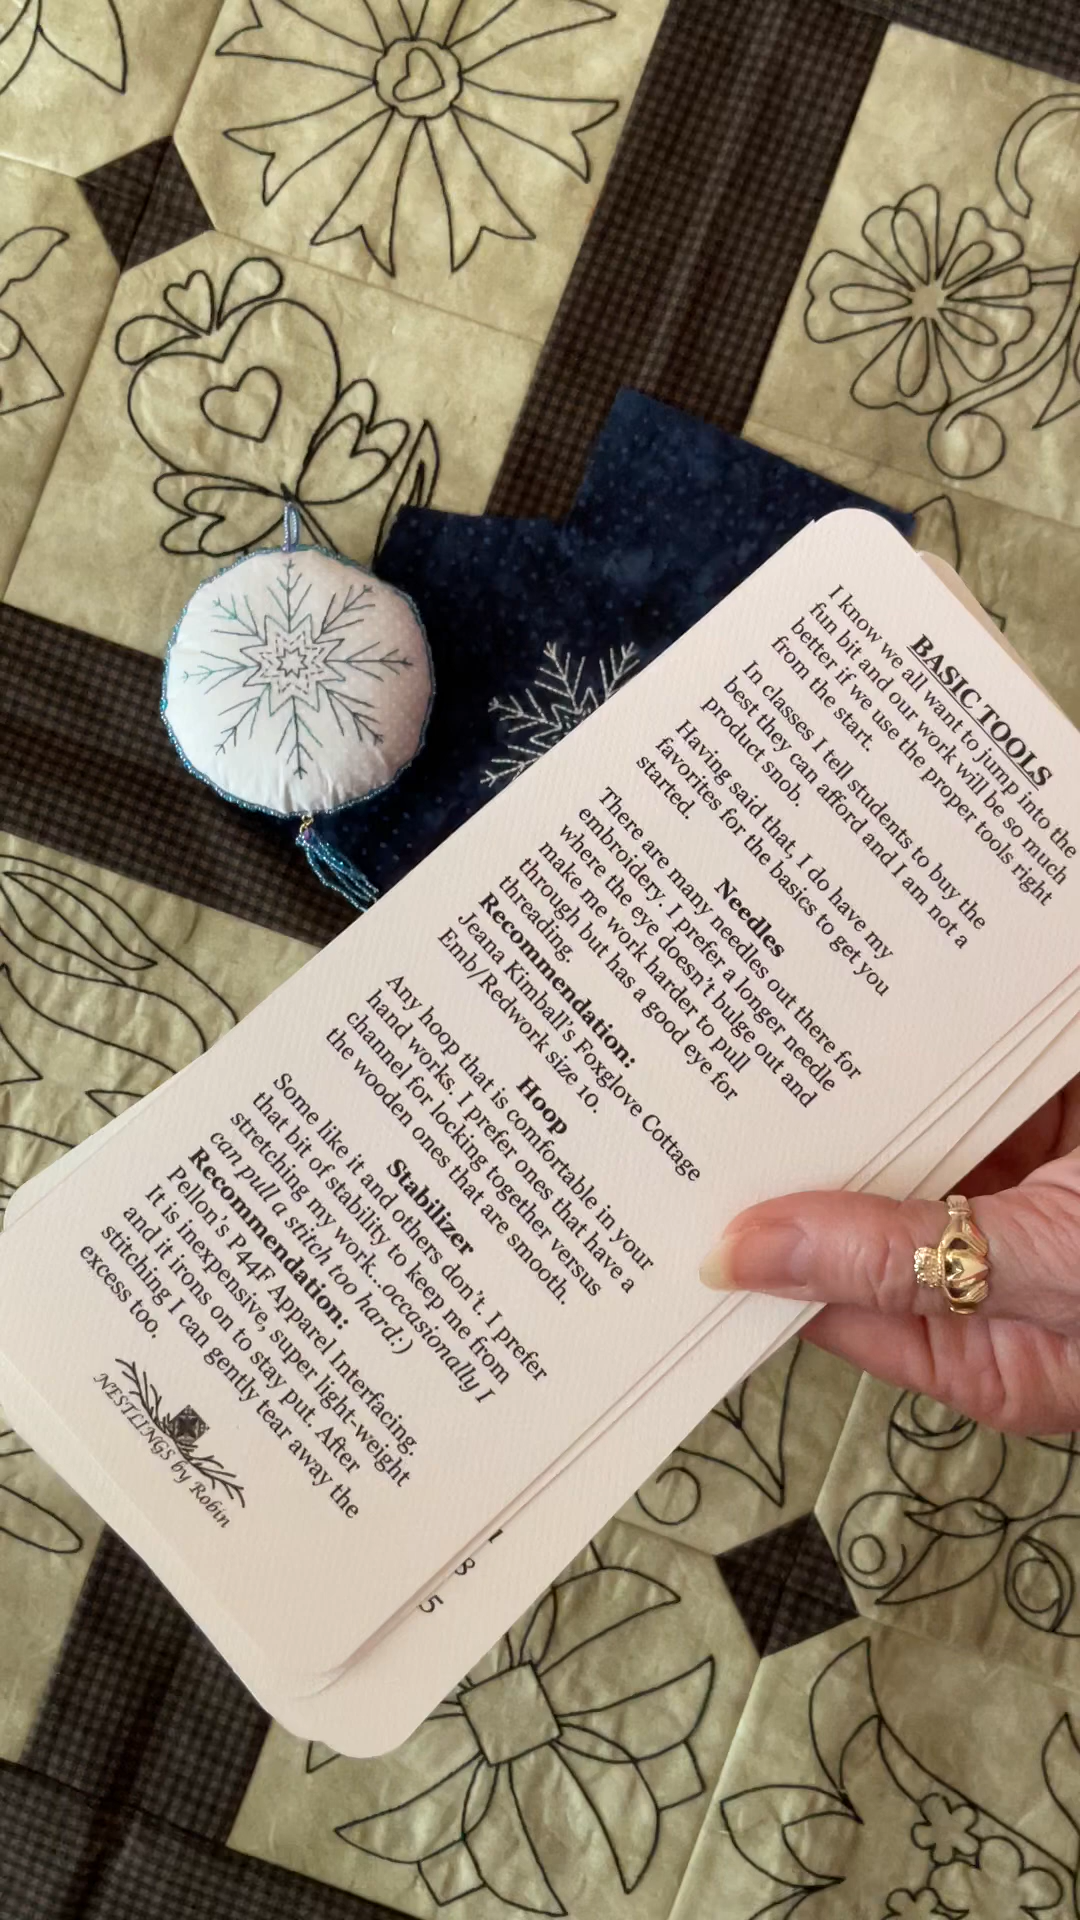 BASIC TOOLS
I know we all want to jump into the
fun bit and our work will be so much
better if we use the proper tools right
from the start.
In classes I tell students to buy the
best they can afford and I am not a
product snob.
Having said that, I do have my
favorites for the basics to get you
started.
Needles
There are many needles out there for
embroidery. I prefer a longer needle
where the eye doesn't bulge out and
make me work harder to pull
through but has a good eye for
threading.
Recommendation:
Jeana Kimball's Foxglove Cottage
Emb/Redwork size 10.
Hoop
Any hoop that is comfortable in your
hand works. I prefer ones that have a
channel for locking together versus
the wooden ones that are smooth.
Stabilizer
Some like it and others don't. I prefer
that bit of stability to keep me from
stretching my work...occasionally I
can pull a stitch too hard:)
Recommendation:
Pellon's P44F Apparel Interfacing.
It is inexpensive, super light-weight
and it irons on to stay put. After
stitching I can gently tear away the
excess too.
NESTLINGS by Robin
1
8
5